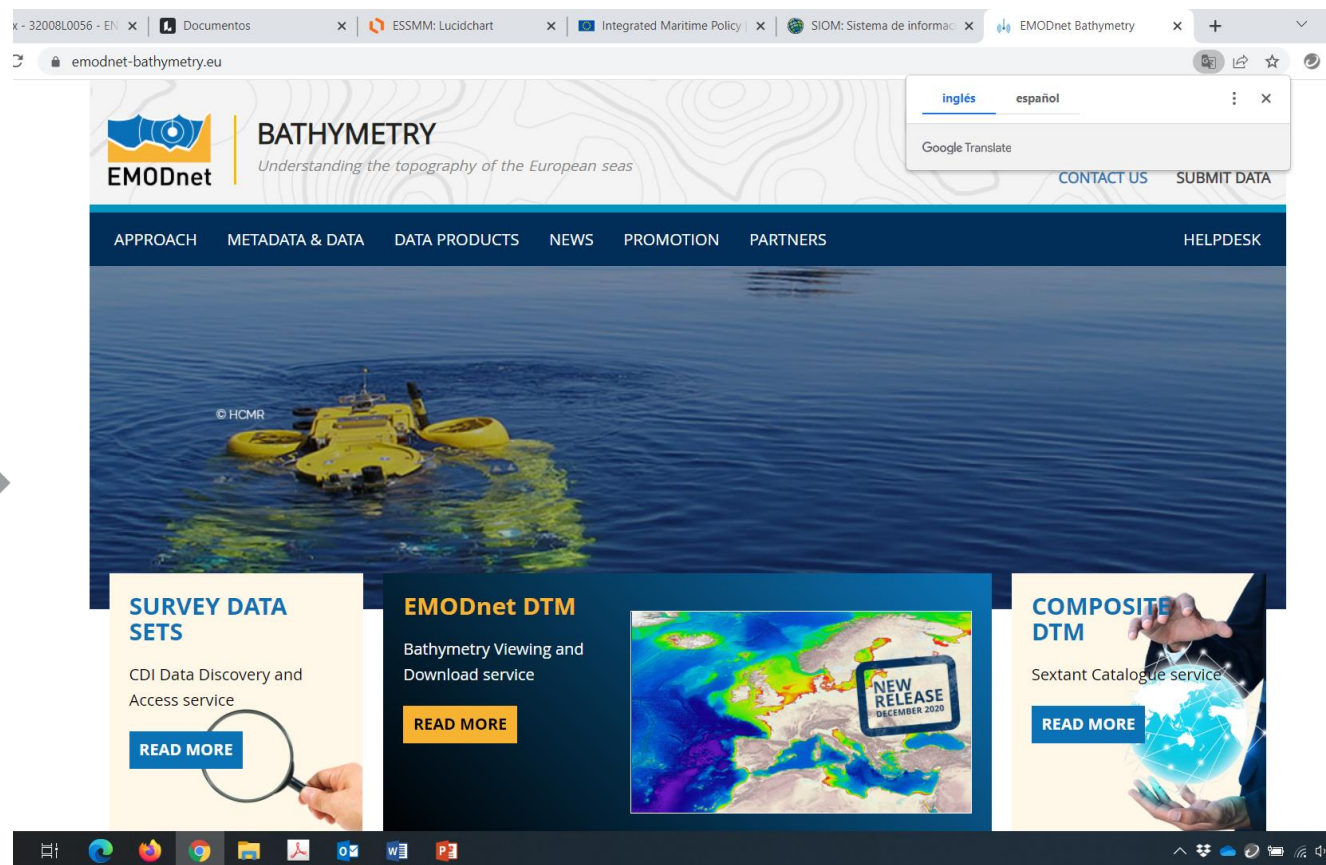 x - 32008L0056 - EN
Documentos
ESSMM: Lucidchart
Integrated Maritime Policy |
SIOM: Sistema de informac
EMODnet Bathymetry
emodnet-bathymetry.eu
inglés español
Google Translate
EMODnet
BATHYMETRY
Understanding the topography of the European seas
CONTACT US SUBMIT DATA
APPROACH METADATA & DATA DATA PRODUCTS NEWS PROMOTION PARTNERS HELPDESK
© HCMR
SURVEY DATA
SETS
CDI Data Discovery and
Access service
READ MORE
EMODnet DTM
Bathymetry Viewing and
Download service
READ MORE
NEW
RELEASE
DECEMBER 2020
COMPOSITE
DTM
Sextant Catalogue service
READ MORE